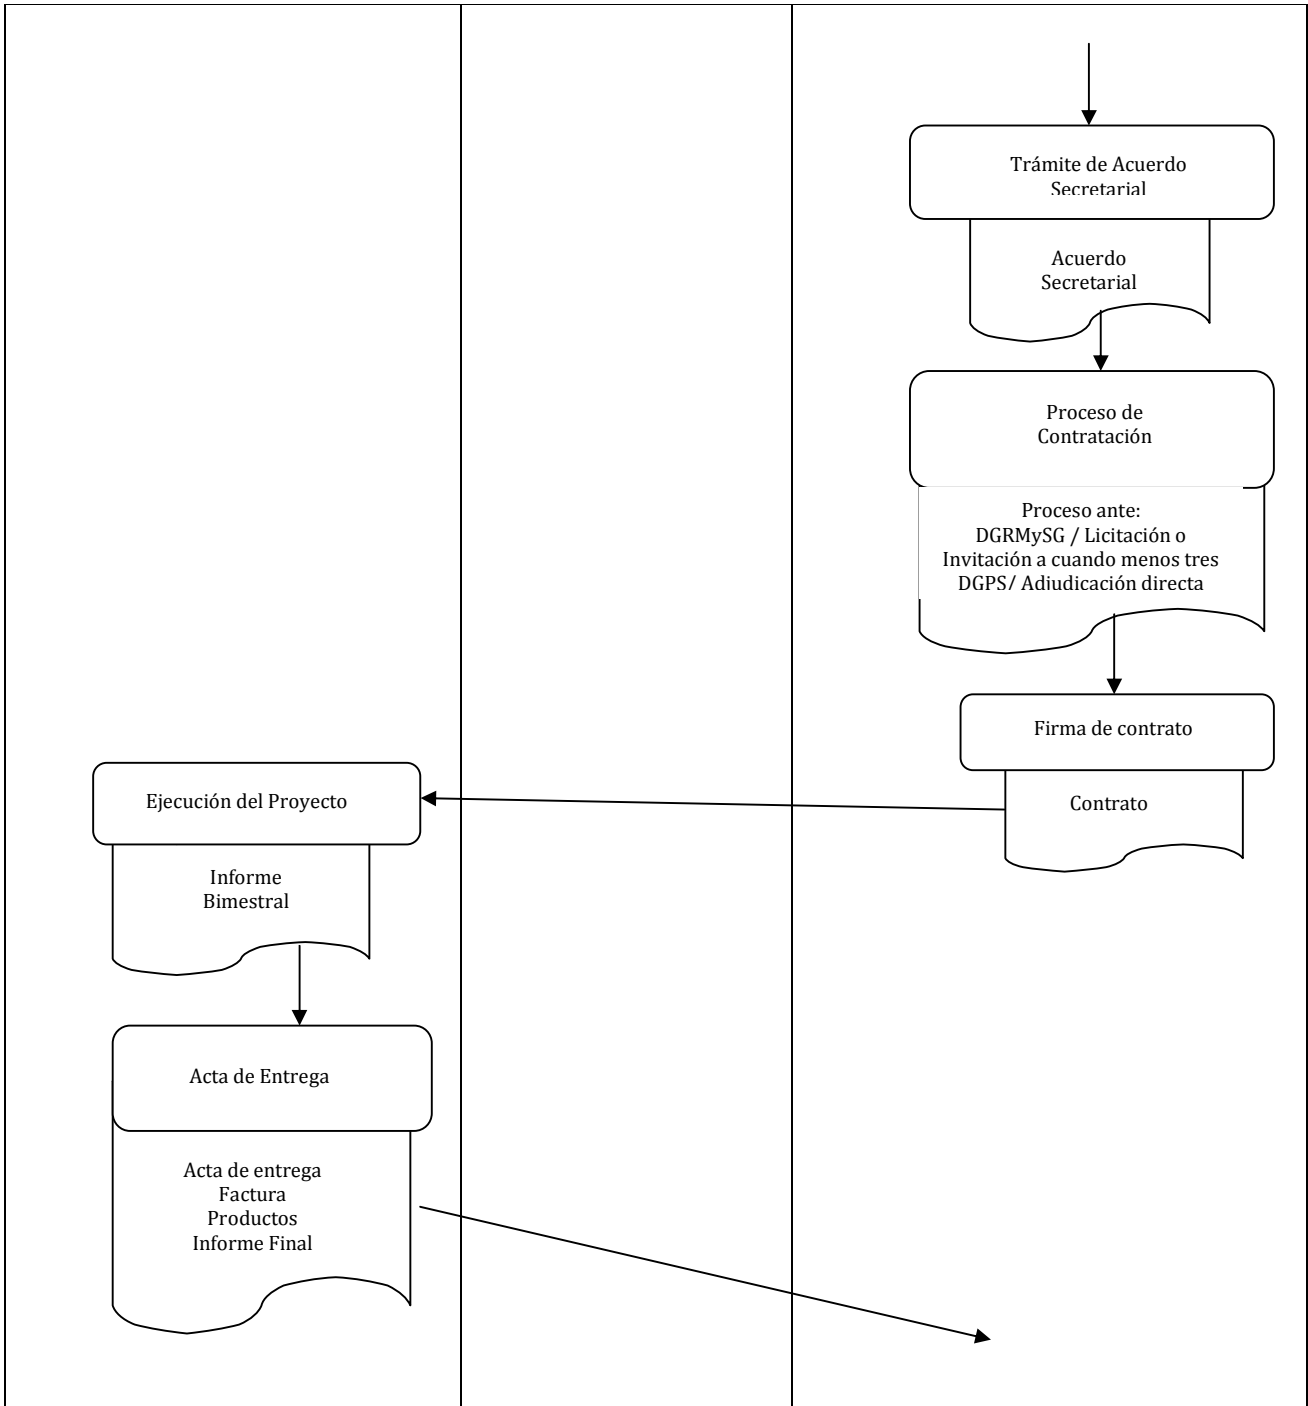 Trámite de Acuerdo
Secretarial
Acuerdo
Secretarial
Proceso de
Contratación
Proceso ante:
DGRMySG / Licitación o
Invitación a cuando menos tres
DGPS/ Adjudicación directa
Firma de contrato
Contrato
Ejecución del Proyecto
Informe
Bimestral
Acta de Entrega
Acta de entrega
Factura
Productos
Informe Final